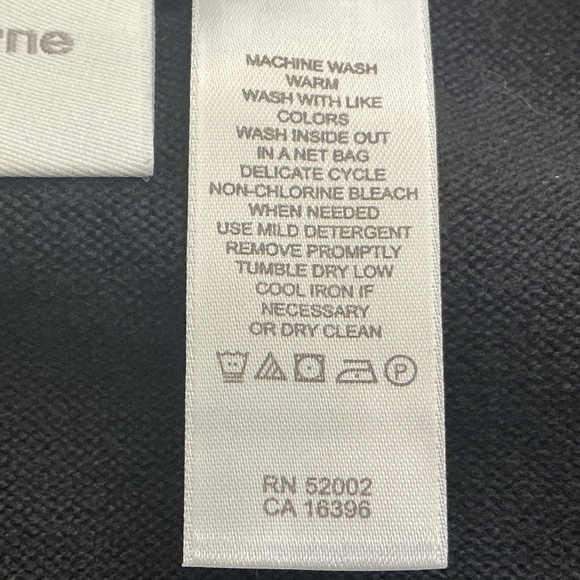 rne
MACHINE WASH
WARM
WASH WITH LIKE
COLORS
WASH INSIDE OUT
IN A NET BAG
DELICATE CYCLE
NON-CHLORINE BLEACH
WHEN NEEDED
USE MILD DETERGENT
REMOVE PROMPTLY
TUMBLE DRY LOW
COOL IRON IF
NECESSARY
OR DRY CLEAN
P
RN 52002
CA 16396